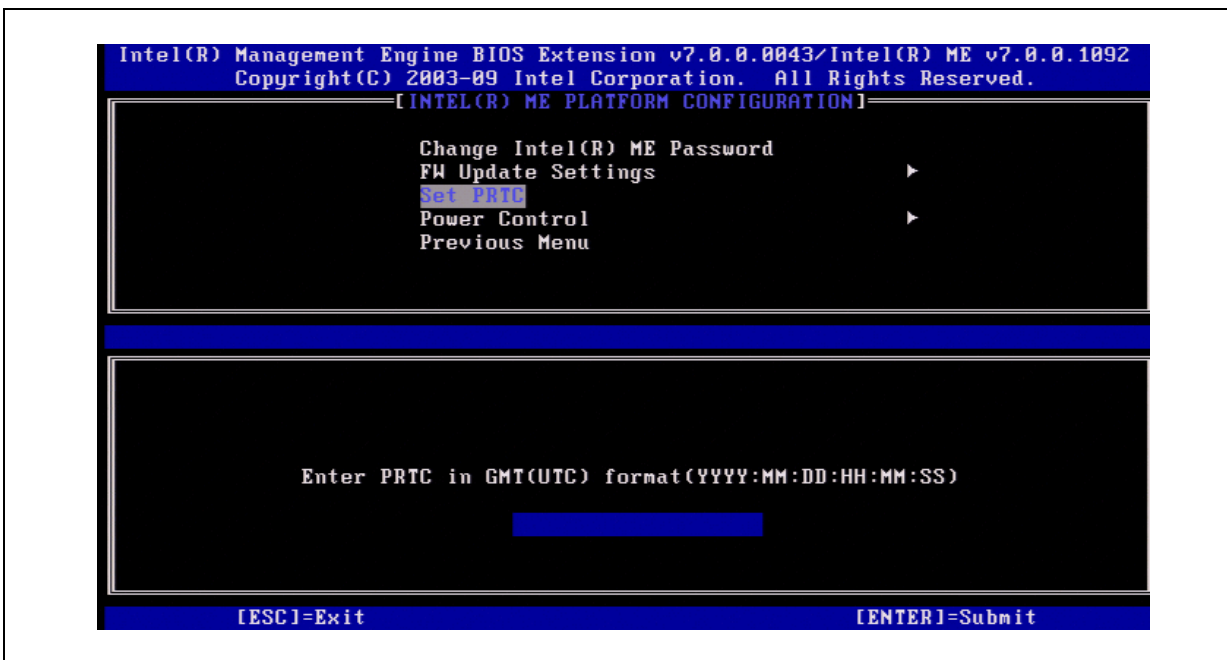 Intel(R) Management Engine BIOS Extension v7.0.0.0043/Intel(R) ME v7.0.0.1092
Copyright(C) 2003-09 Intel Corporation. All Rights Reserved.
[INTEL(R) ME PLATFORM CONFIGURATION]
Change Intel(R) ME Password
FW Update Settings ►
Set PRTC
Power Control ►
Previous Menu
Enter PRTC in GMT(UTC) format(YYYY:MM:DD:HH:MM:SS)
[ESC]=Exit [ENTER]=Submit